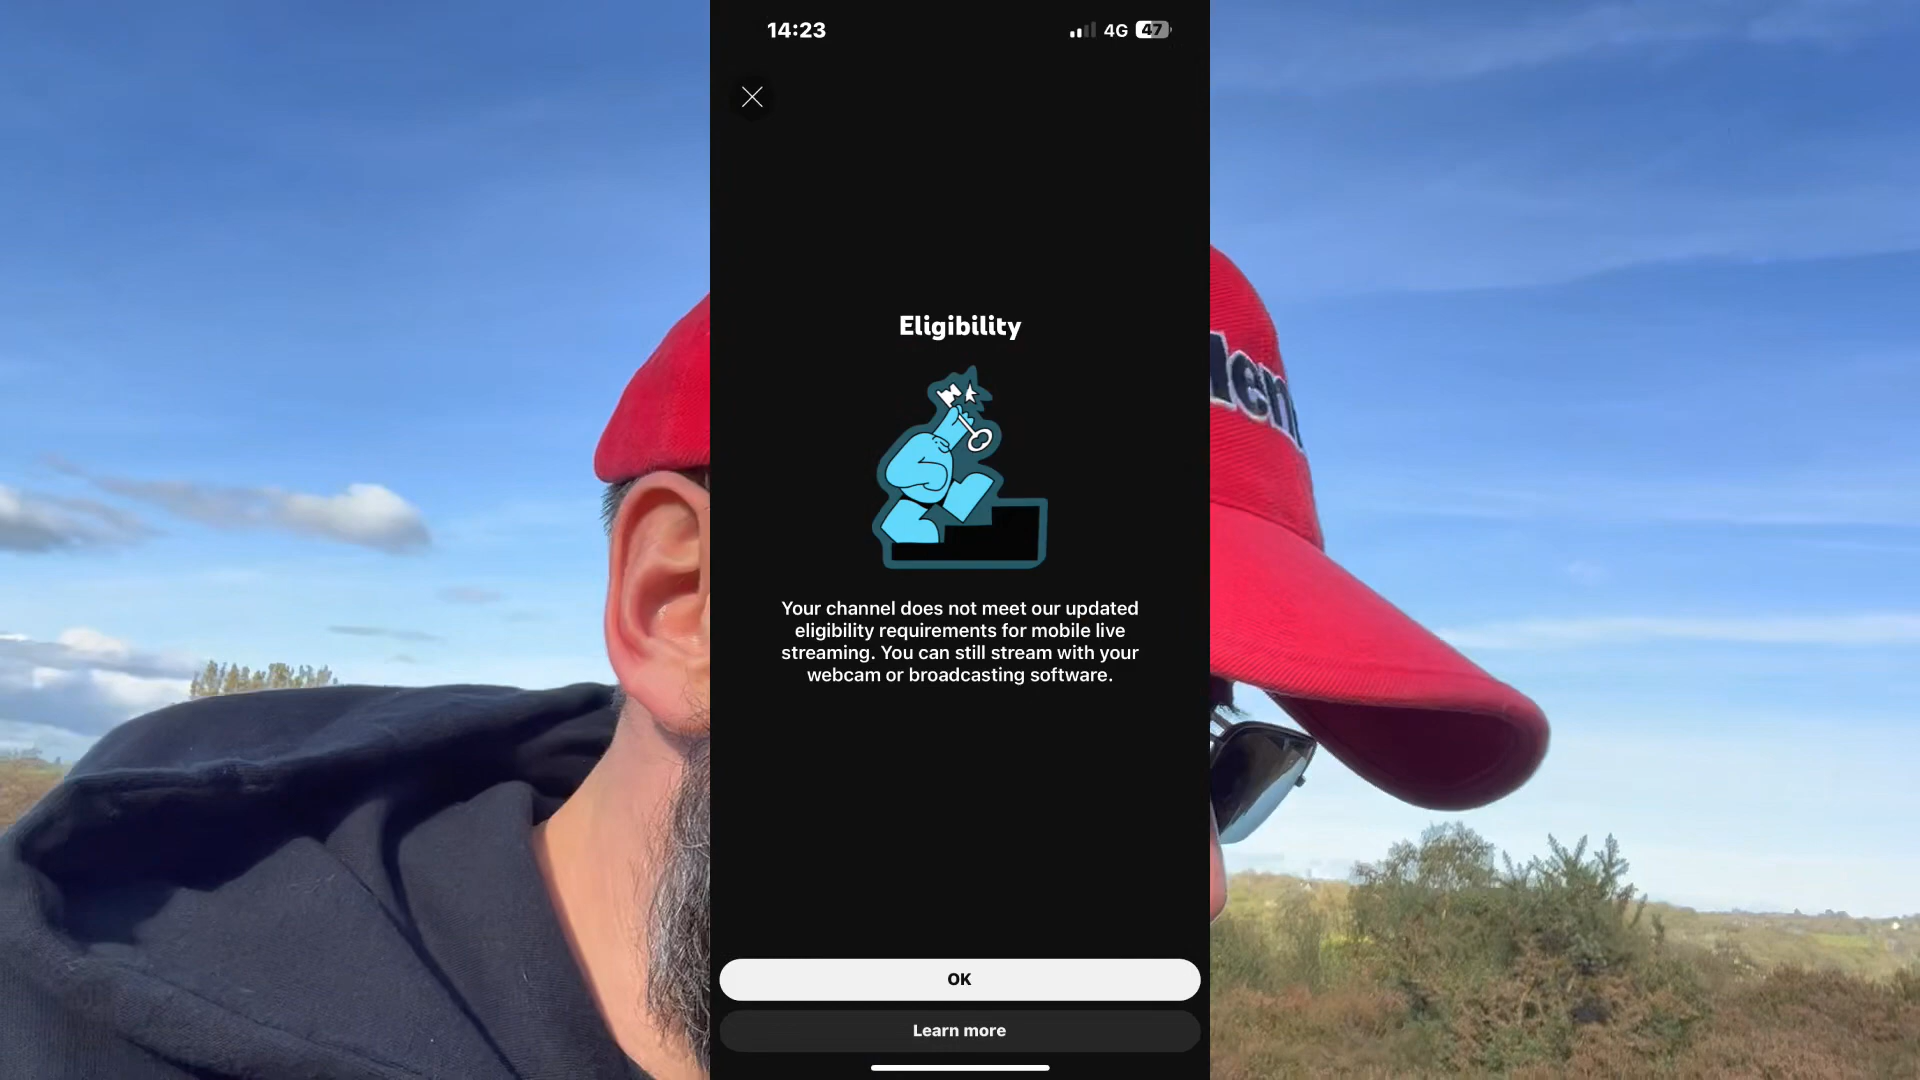 14:23
4G 47
Eligibility
Your channel does not meet our updated
eligibility requirements for mobile live
streaming. You can still stream with your
webcam or broadcasting software.
OK
Learn more